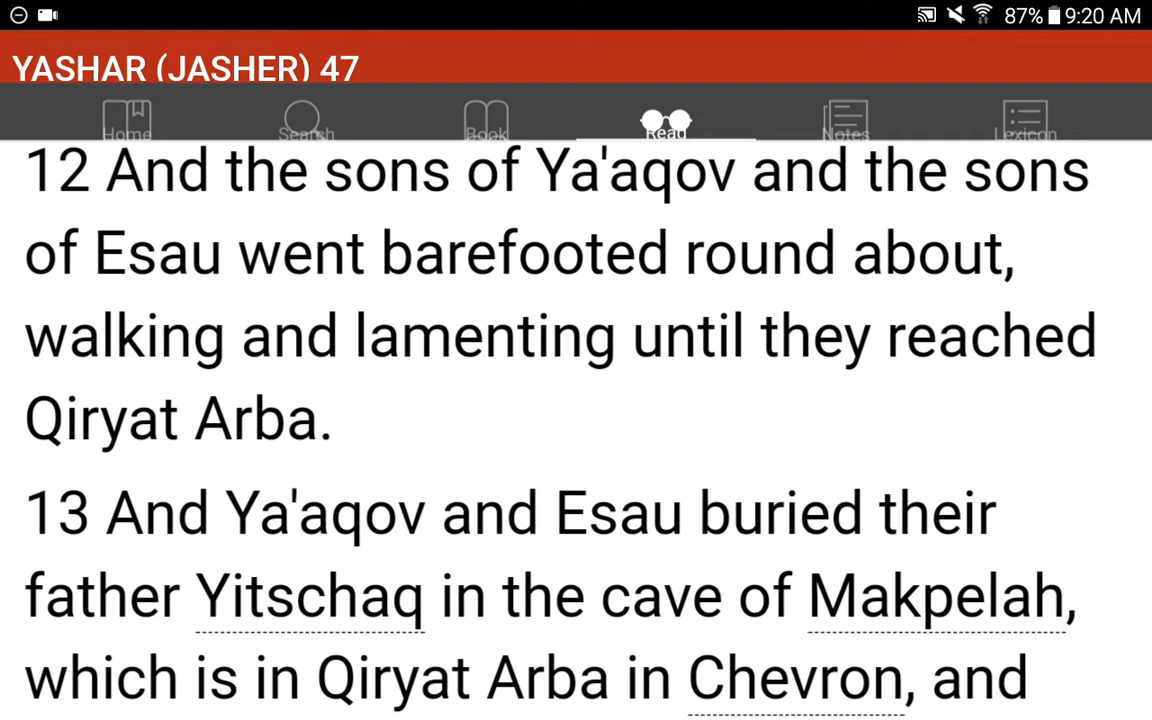 87% 9:20 AM
YASHAR (JASHER) 47
Home Search Book Read Notes Lexicon
12 And the sons of Ya'aqov and the sons
of Esau went barefooted round about,
walking and lamenting until they reached
Qiryat Arba.
13 And Ya'aqov and Esau buried their
father Yitschaq in the cave of Makpelah,
which is in Qiryat Arba in Chevron, and